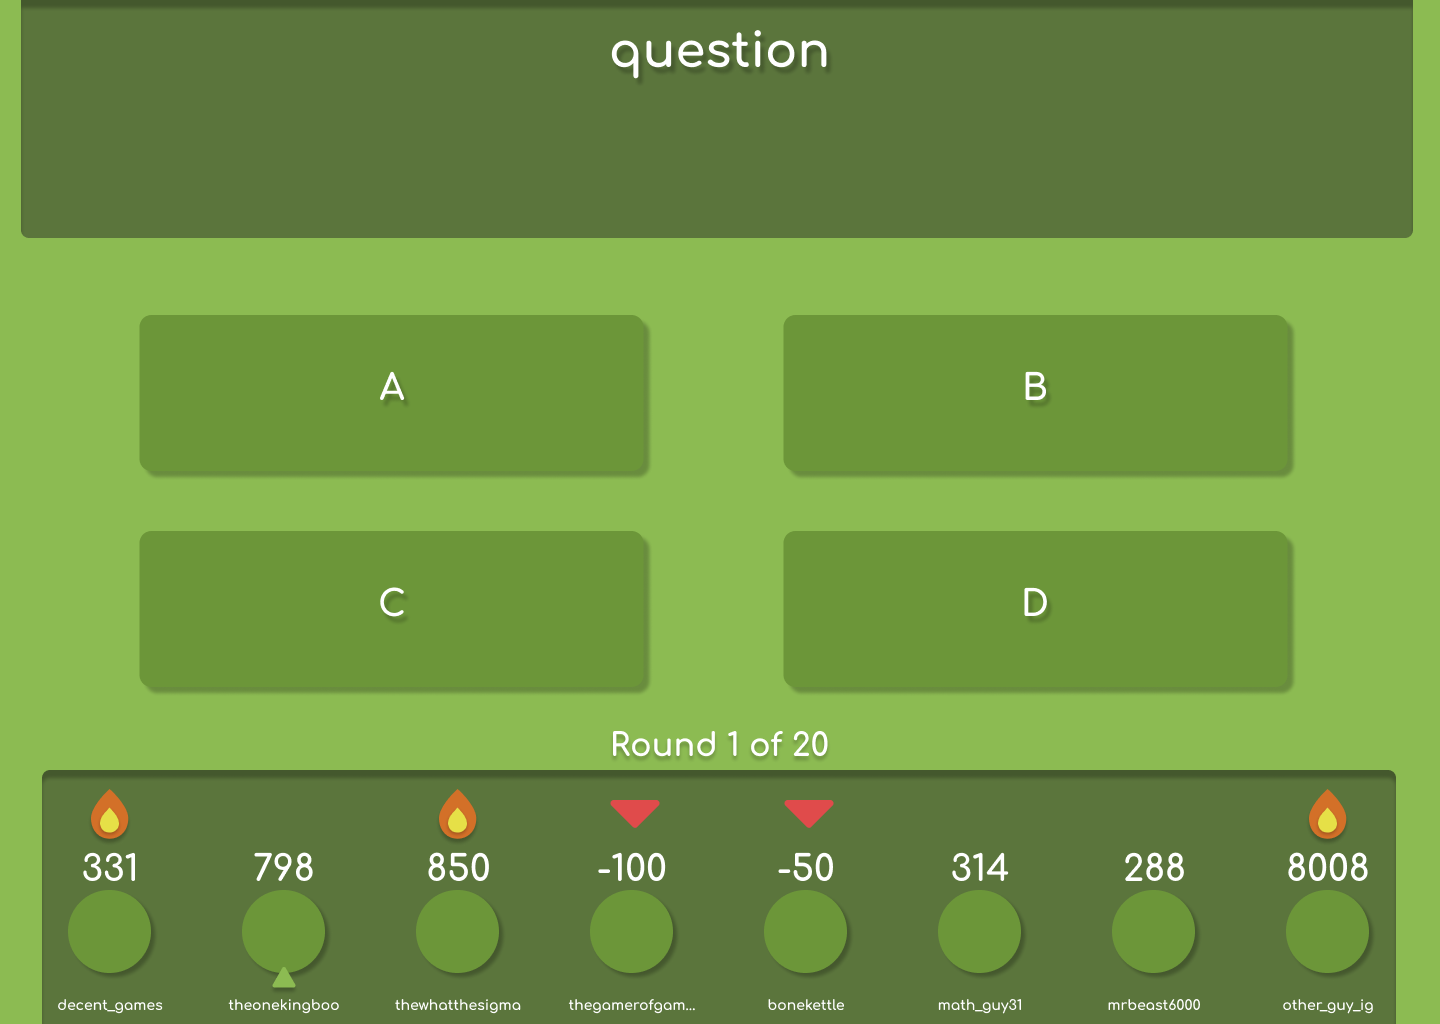 question
A B
C D
Round 1 of 20
331 798 850 -100 -50 314 288 8008
decent_games theonekingboo thewhatthesigma thegamerofgam... bonekettle math_guy31 mrbeast6000 other_guy_ig